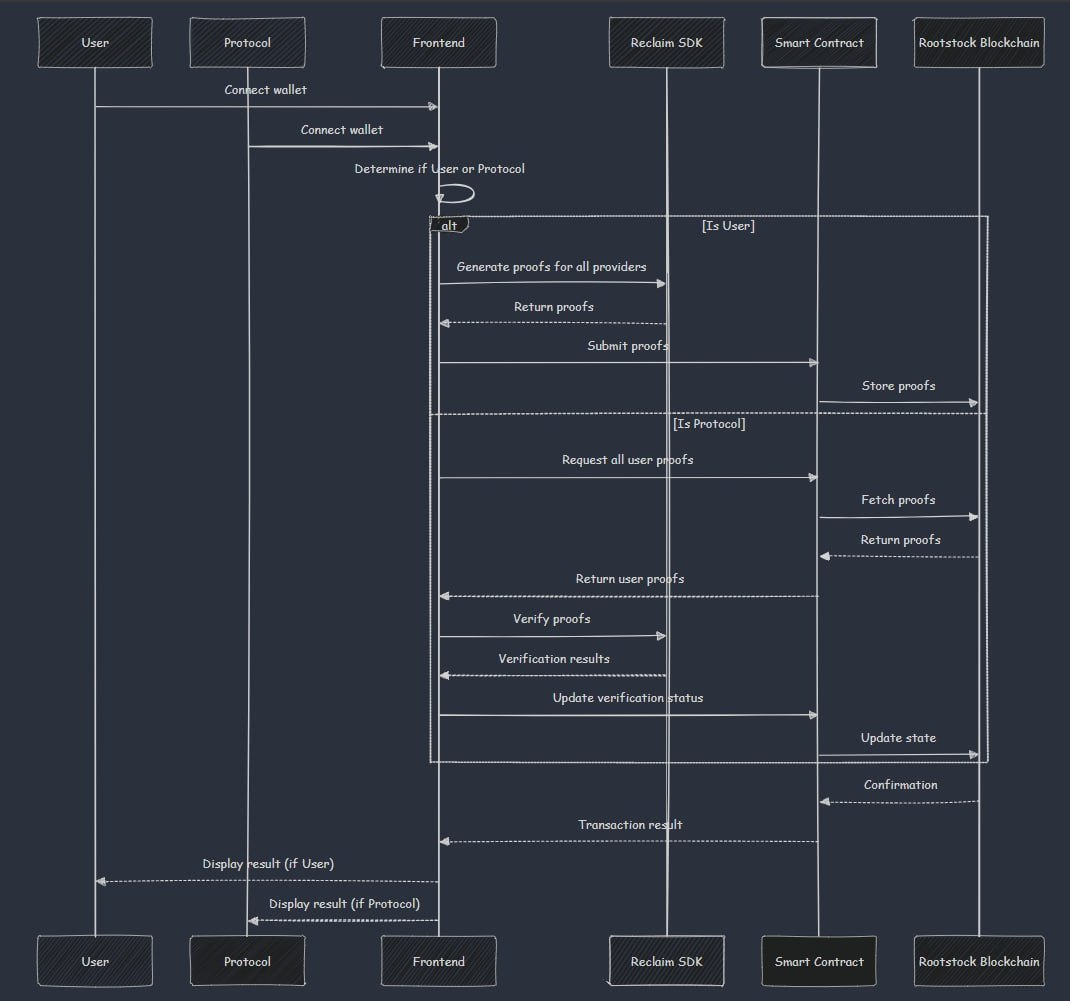 User
Protocol
Frontend
Reclaim SDK
Smart Contract
Rootstock Blockchain
Connect wallet
Connect wallet
Determine if User or Protocol
alt
[Is User]
Generate proofs for all providers
Return proofs
Submit proofs
Store proofs
[Is Protocol]
Request all user proofs
Fetch proofs
Return proofs
Return user proofs
Verify proofs
Verification results
Update verification status
Update state
Confirmation
Transaction result
Display result (if User)
Display result (if Protocol)
User
Protocol
Frontend
Reclaim SDK
Smart Contract
Rootstock Blockchain